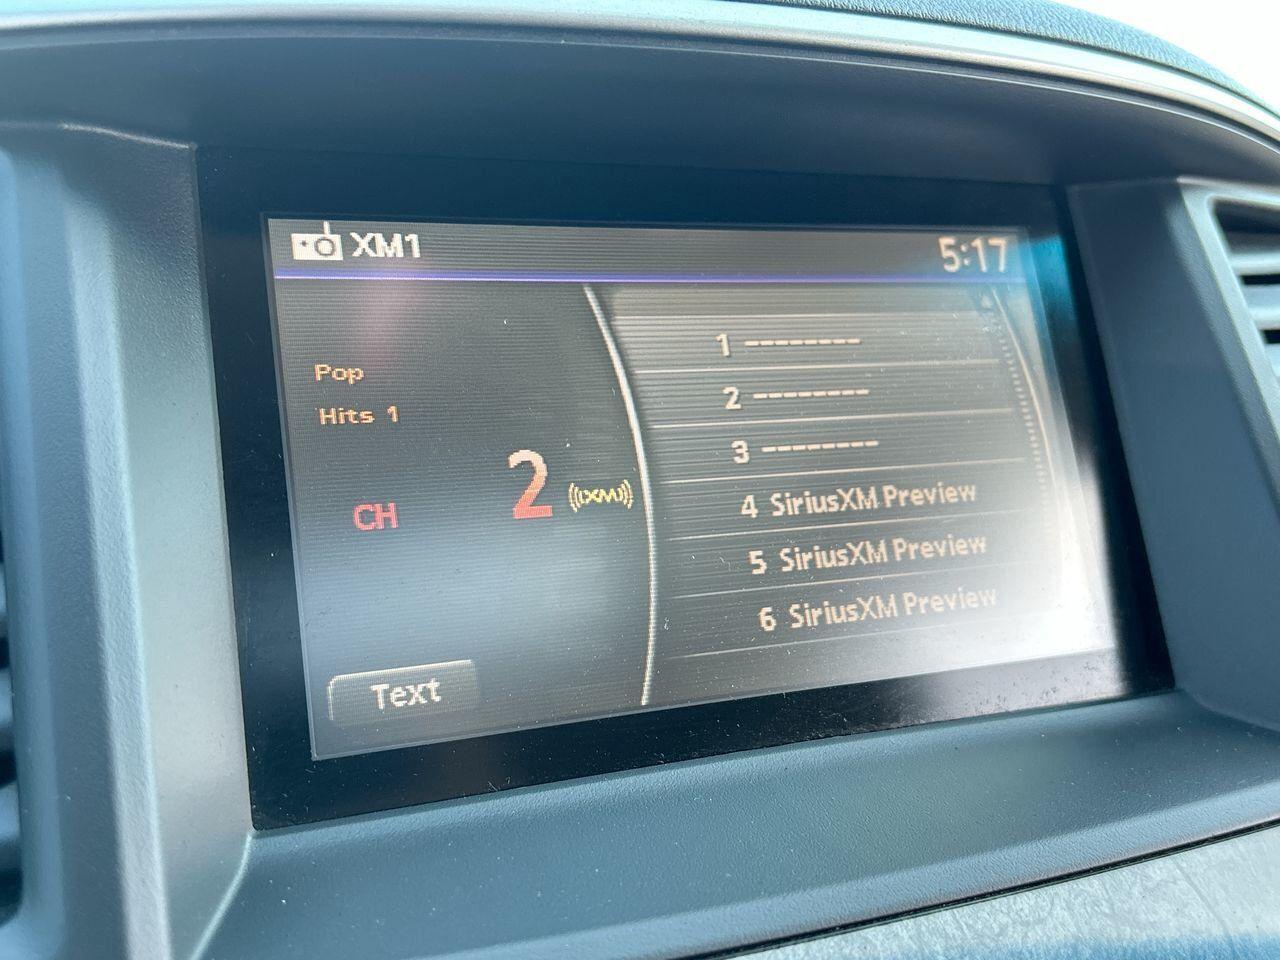 XM1
5:17
Pop
Hits 1
CH 2 ((XM))
1 --------
2 --------
3 --------
4 SiriusXM Preview
5 SiriusXM Preview
6 SiriusXM Preview
Text